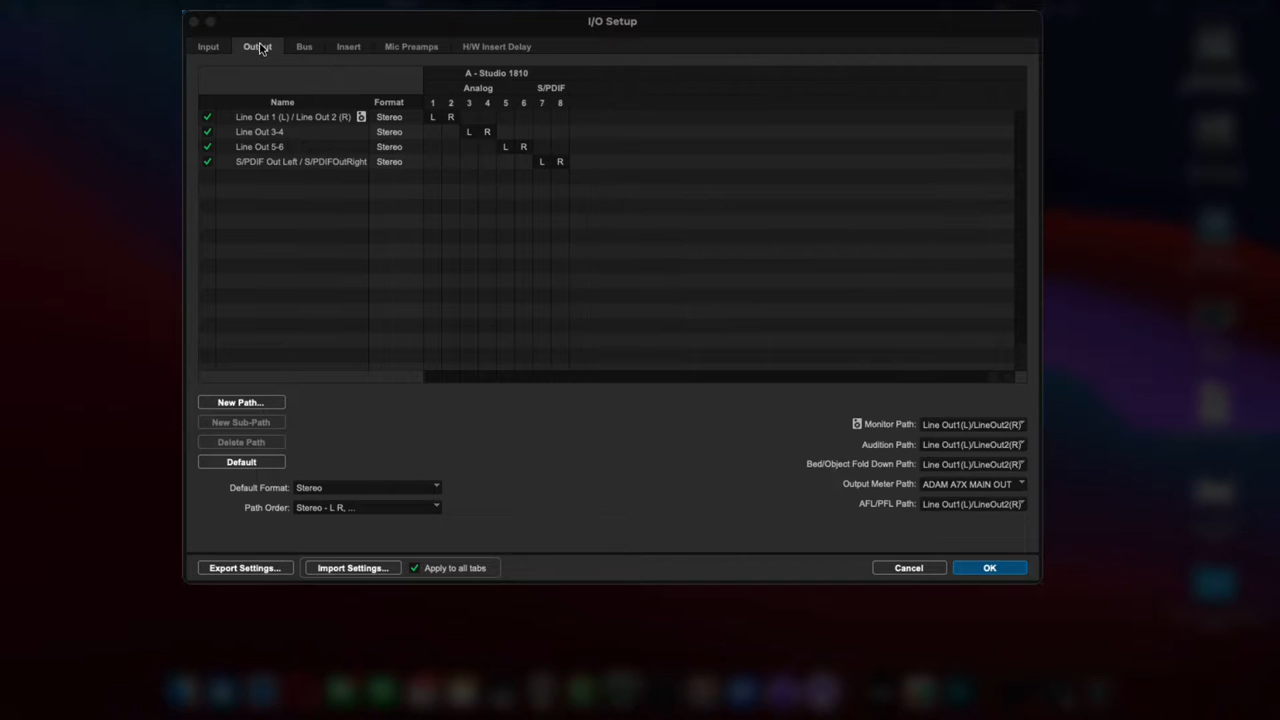 I/O Setup
Input Output Bus Insert Mic Preamps H/W Insert Delay
A - Studio 1810
Analog S/PDIF
Name Format 1 2 3 4 5 6 7 8
Line Out 1 (L) / Line Out 2 (R) Stereo L R
Line Out 3-4 Stereo L R
Line Out 5-6 Stereo L R
S/PDIF Out Left / S/PDIFOutRight Stereo L R
New Path...
New Sub-Path
Delete Path
Default
Default Format: Stereo
Path Order: Stereo - L R, ...
Monitor Path: Line Out1(L)/LineOut2(R)
Audition Path: Line Out1(L)/LineOut2(R)
Bed/Object Fold Down Path: Line Out1(L)/LineOut2(R)
Output Meter Path: ADAM A7X MAIN OUT
AFL/PFL Path: Line Out1(L)/LineOut2(R)
Export Settings... Import Settings... Apply to all tabs Cancel OK